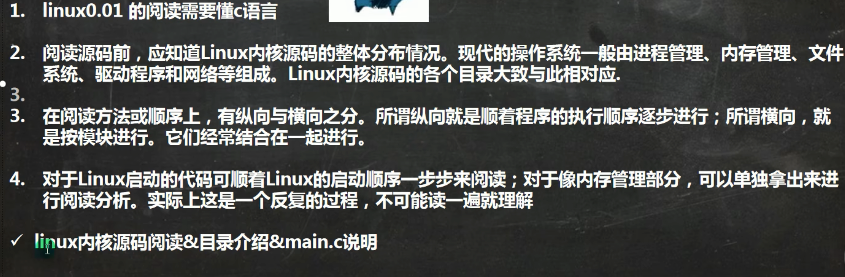 1. linux0.01 的阅读需要懂c语言
2. 阅读源码前，应知道Linux内核源码的整体分布情况。现代的操作系统一般由进程管理、内存管理、文件
系统、驱动程序和网络等组成。Linux内核源码的各个目录大致与此相对应.
3.
3. 在阅读方法或顺序上，有纵向与横向之分。所谓纵向就是顺着程序的执行顺序逐步进行；所谓横向，就
是按模块进行。它们经常结合在一起进行。
4. 对于Linux启动的代码可顺着Linux的启动顺序一步步来阅读；对于像内存管理部分，可以单独拿出来进
行阅读分析。实际上这是一个反复的过程，不可能读一遍就理解
✓ linux内核源码阅读&目录介绍&main.c说明